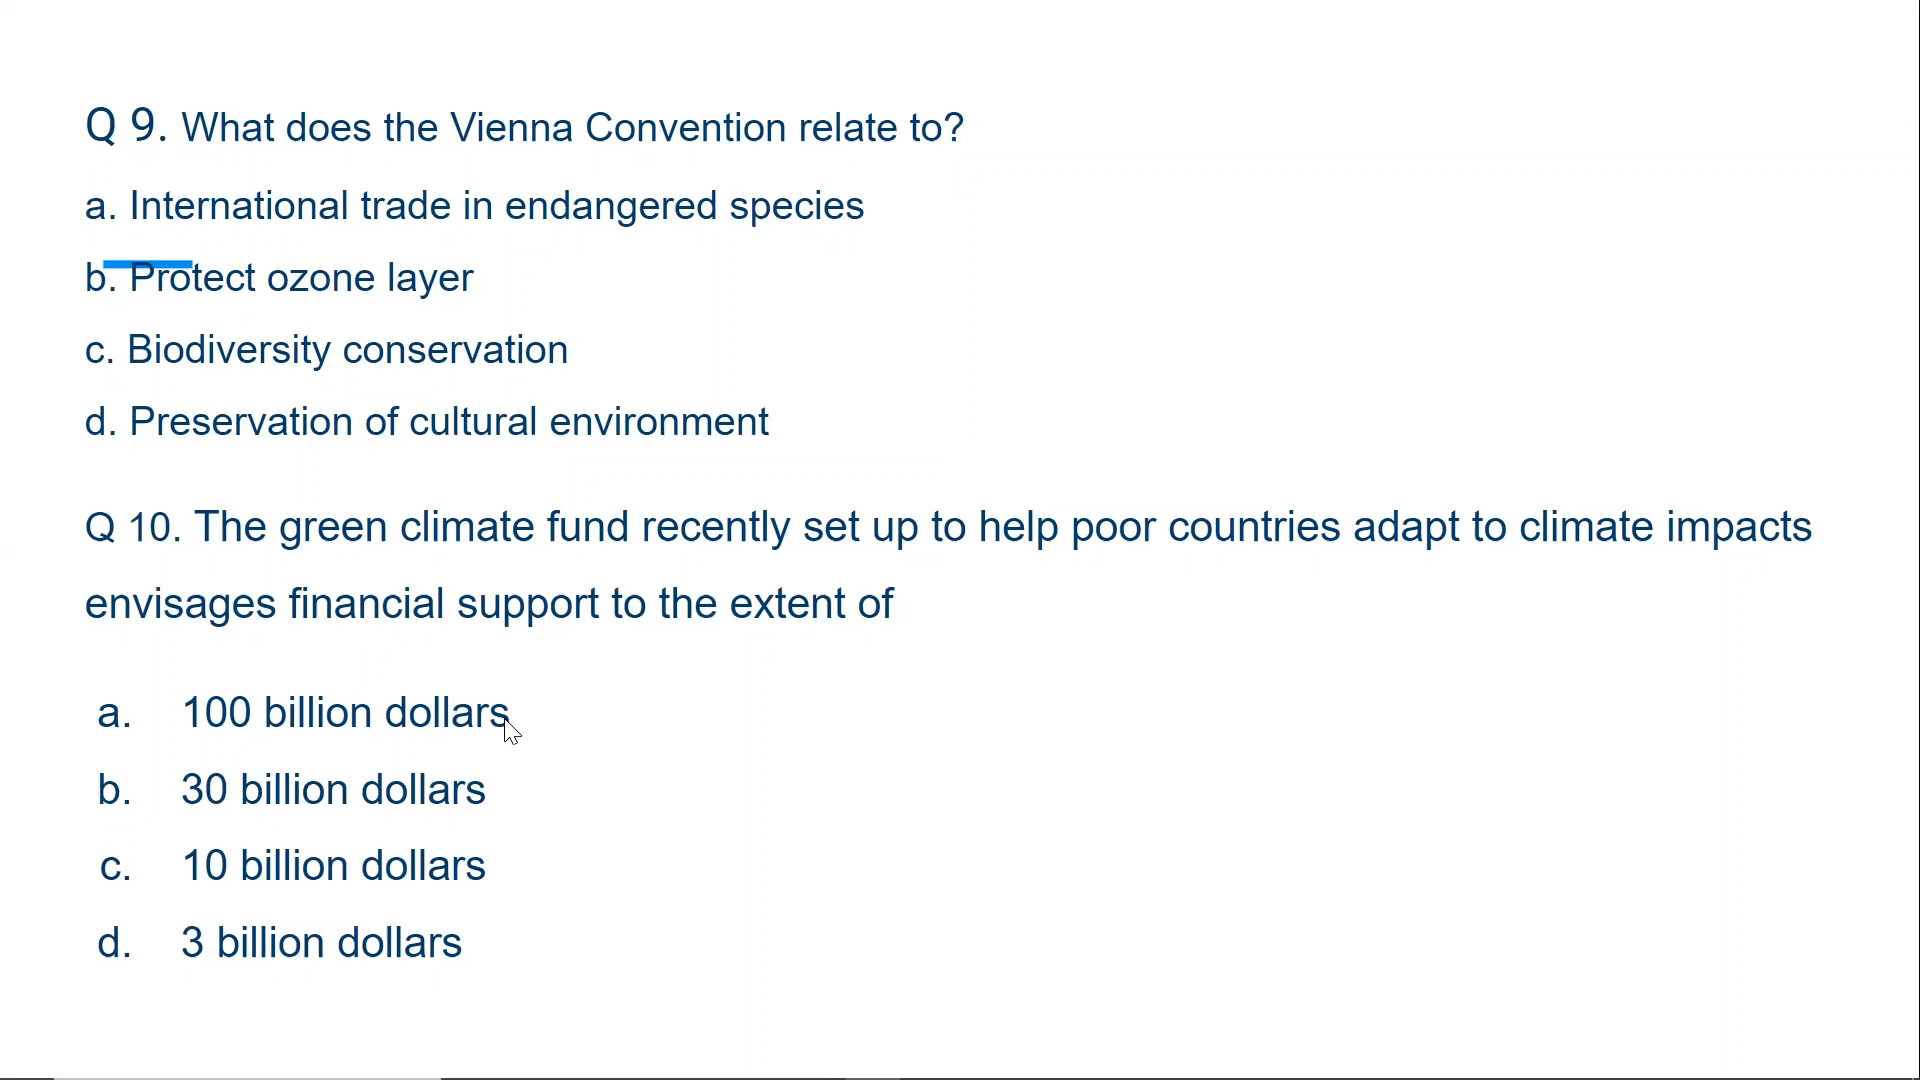 Q 9. What does the Vienna Convention relate to?
a. International trade in endangered species
b. Protect ozone layer
c. Biodiversity conservation
d. Preservation of cultural environment
Q 10. The green climate fund recently set up to help poor countries adapt to climate impacts
envisages financial support to the extent of
a. 100 billion dollars
b. 30 billion dollars
c. 10 billion dollars
d. 3 billion dollars